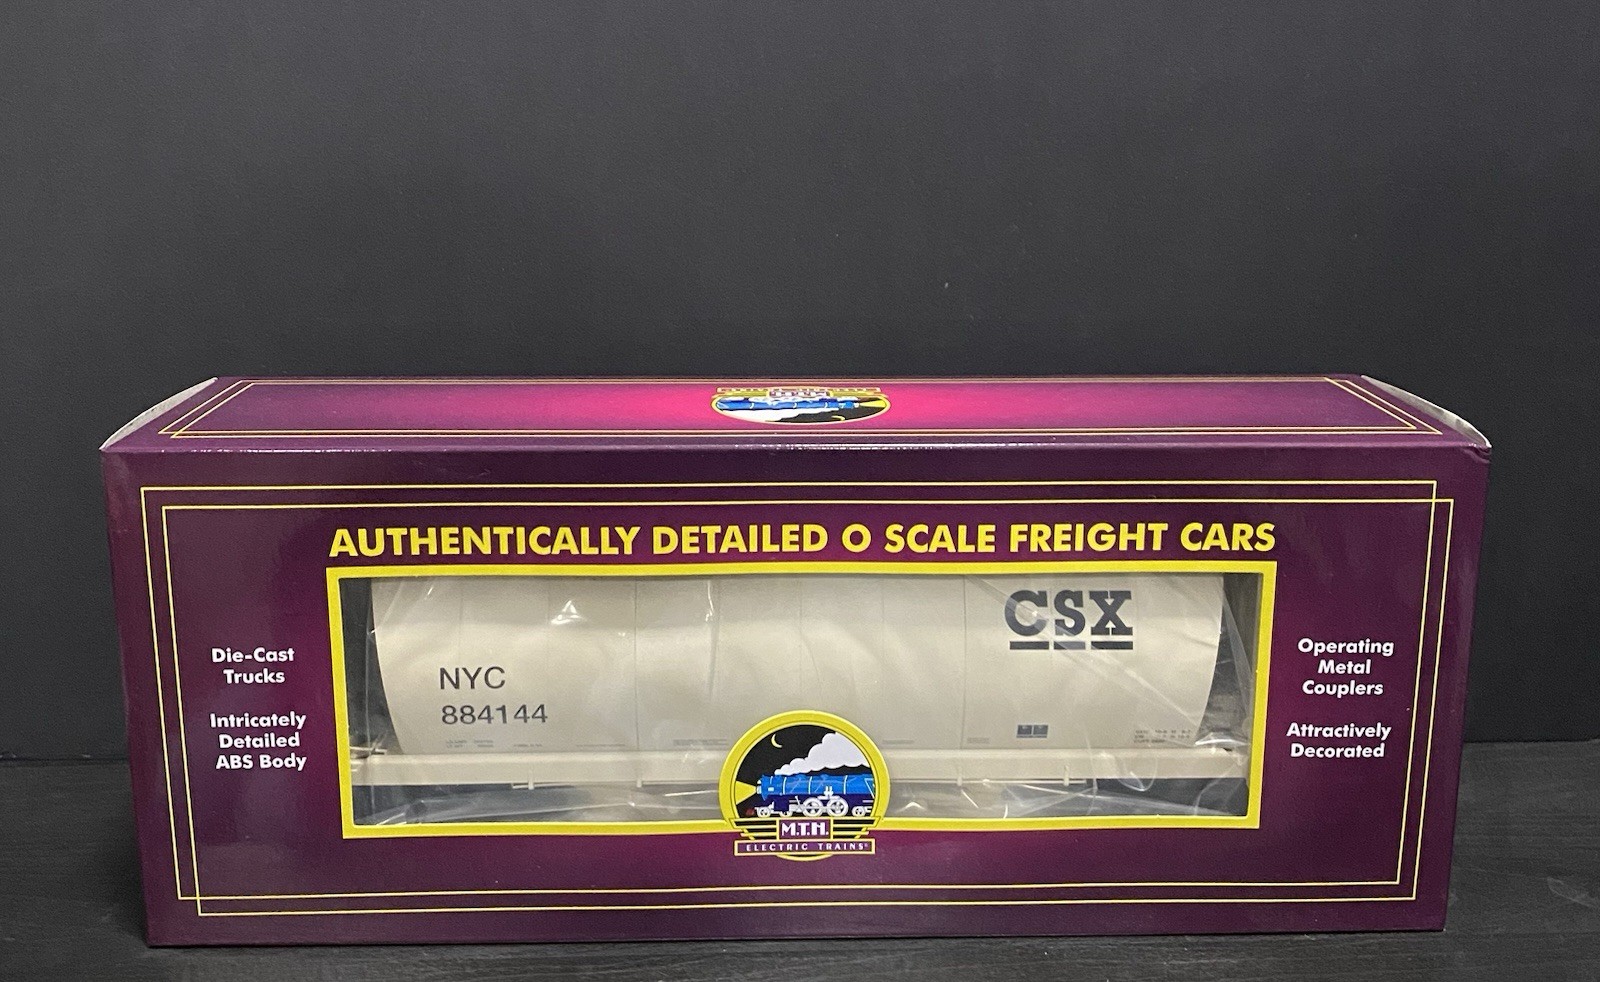 M.T.H.
AUTHENTICALLY DETAILED O SCALE FREIGHT CARS
Die-Cast
Trucks
Intricately
Detailed
ABS Body
NYC
884144
CSX
M.T.H.
ELECTRIC TRAINS®
Operating
Metal
Couplers
Attractively
Decorated